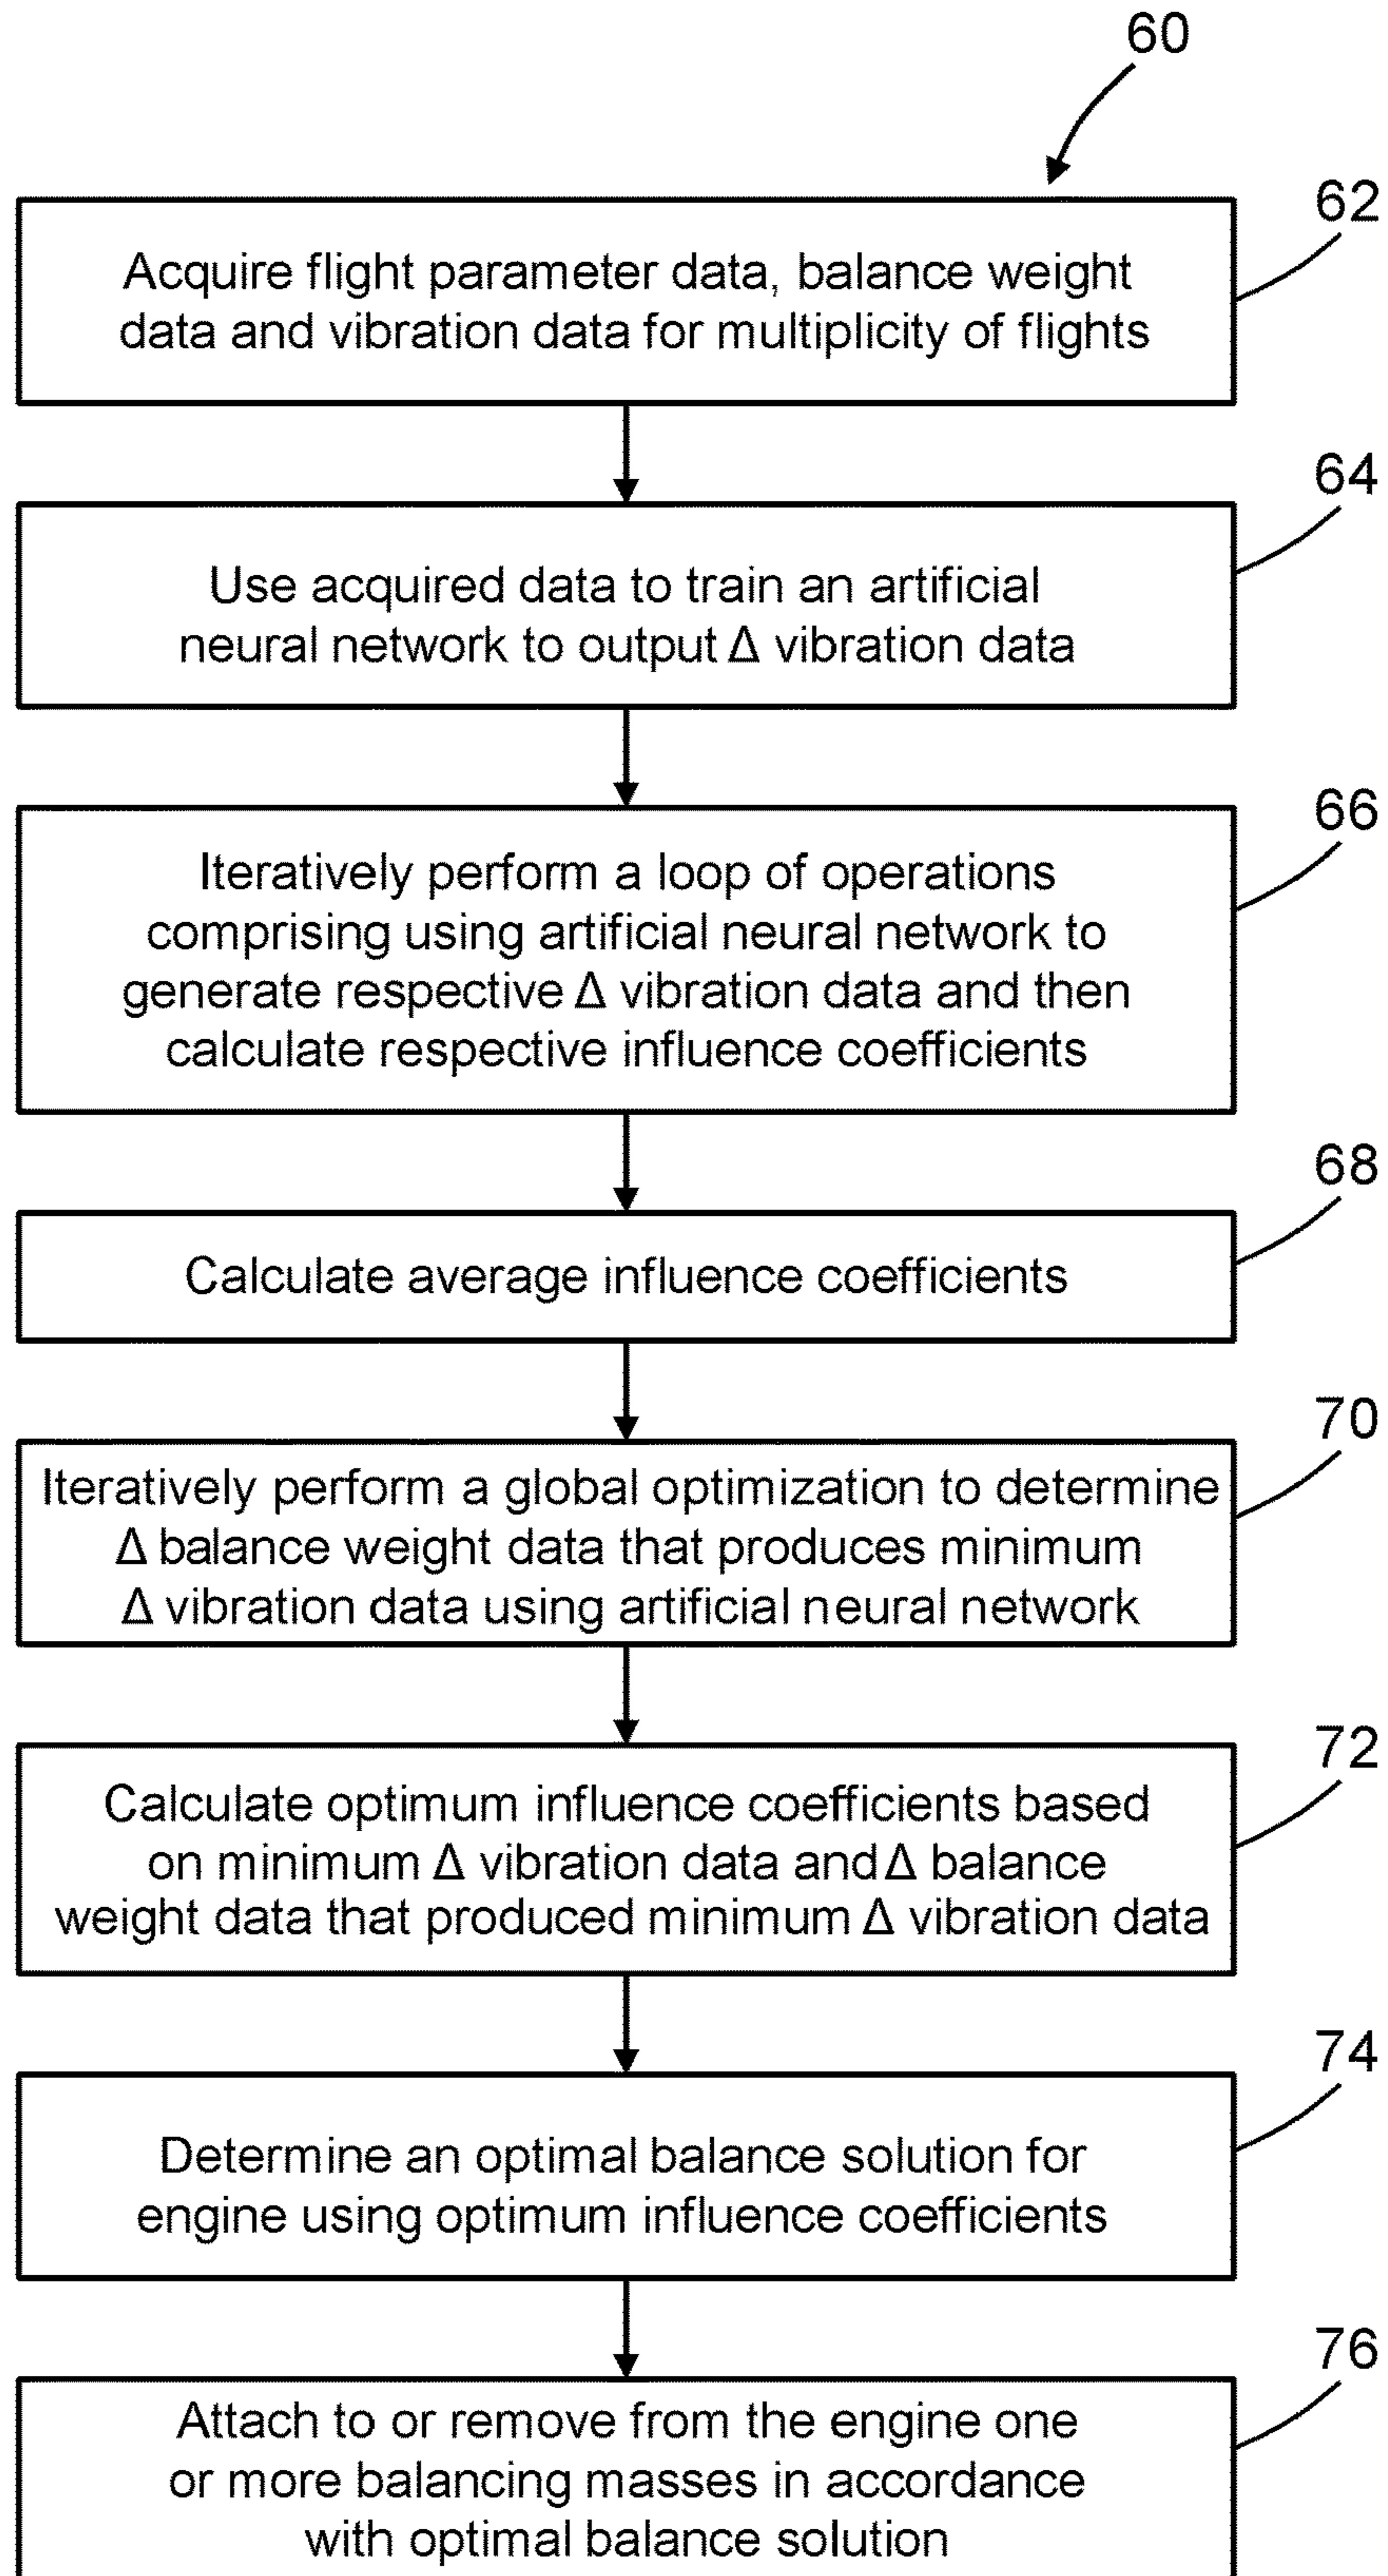 60
62
Acquire flight parameter data, balance weight
data and vibration data for multiplicity of flights
64
Use acquired data to train an artificial
neural network to output Δ vibration data
66
Iteratively perform a loop of operations
comprising using artificial neural network to
generate respective Δ vibration data and then
calculate respective influence coefficients
68
Calculate average influence coefficients
70
Iteratively perform a global optimization to determine
Δ balance weight data that produces minimum
Δ vibration data using artificial neural network
72
Calculate optimum influence coefficients based
on minimum Δ vibration data and Δ balance
weight data that produced minimum Δ vibration data
74
Determine an optimal balance solution for
engine using optimum influence coefficients
76
Attach to or remove from the engine one
or more balancing masses in accordance
with optimal balance solution